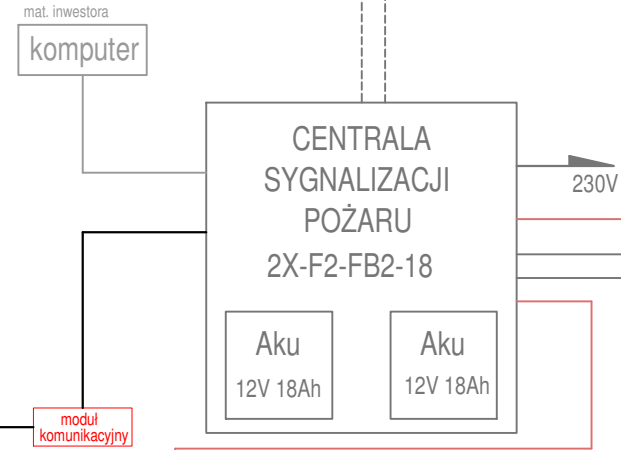 mat. inwestora
komputer
CENTRALA
SYGNALIZACJI
POŻARU
2X-F2-FB2-18
230V
Aku
12V 18Ah
Aku
12V 18Ah
moduł
komunikacyjny